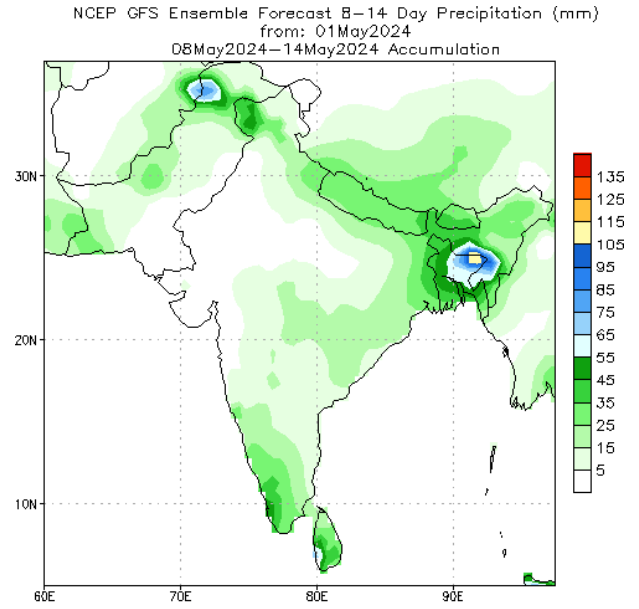 NCEP GFS Ensemble Forecast 8-14 Day Precipitation (mm)
from: 01May2024
08May2024-14May2024 Accumulation
30N
20N
10N
60E
70E
80E
90E
135
125
115
105
95
85
75
65
55
45
35
25
15
5